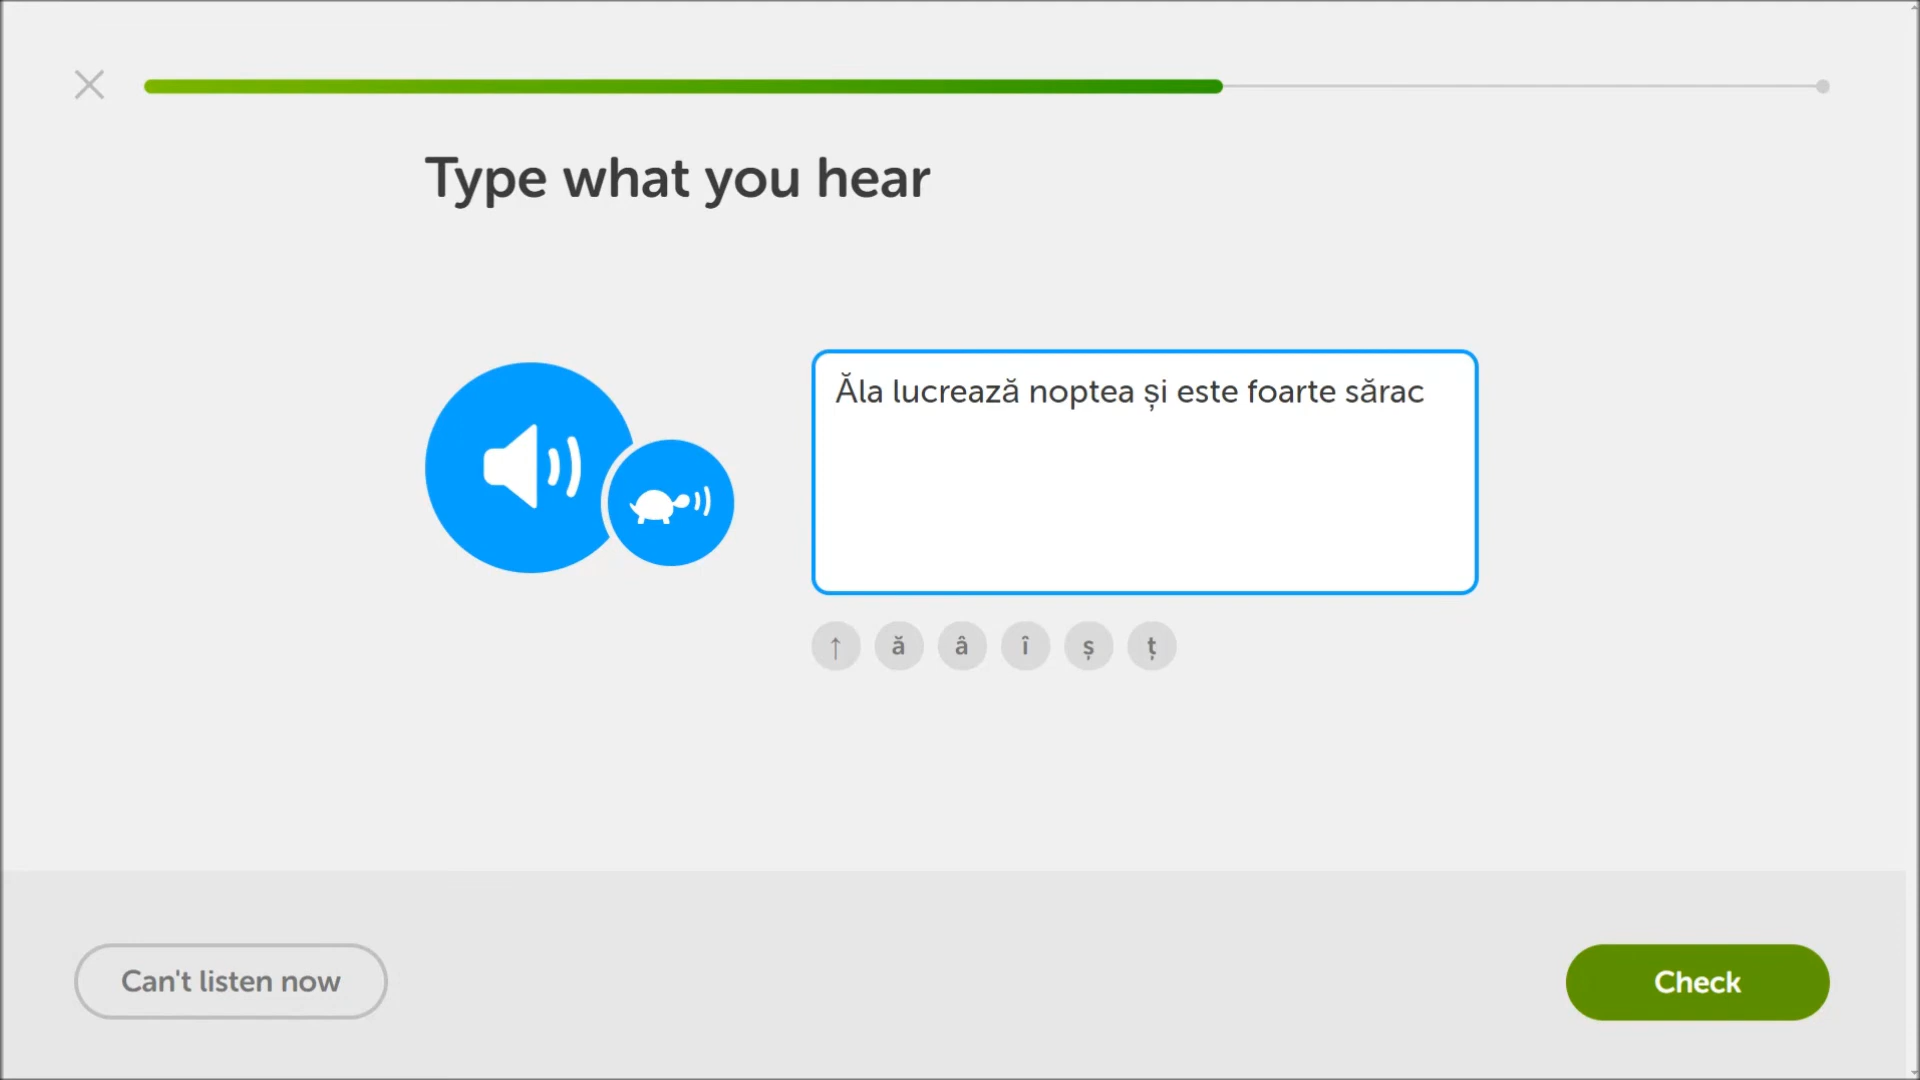 Type what you hear
Ăla lucrează noptea și este foarte sărac
↑ ă â î ș ț
Can't listen now
Check